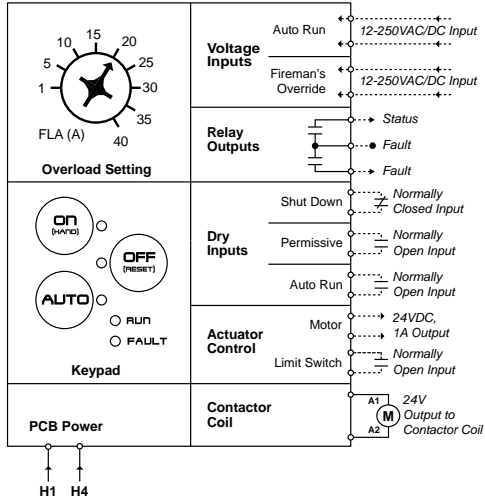 15
10
20
5
25
1
30
35
FLA (A)
40
Overload Setting
ON
(HAND)
OFF
(RESET)
AUTO
RUN
FAULT
Keypad
PCB Power
H1 H4
Voltage
Inputs
Auto Run
12-250VAC/DC Input
Fireman's
Override
12-250VAC/DC Input
Relay
Outputs
Status
Fault
Fault
Dry
Inputs
Shut Down
Normally
Closed Input
Permissive
Normally
Open Input
Auto Run
Normally
Open Input
Actuator
Control
Motor
24VDC,
1A Output
Limit Switch
Normally
Open Input
Contactor
Coil
A1
M
A2
24V
Output to
Contactor Coil